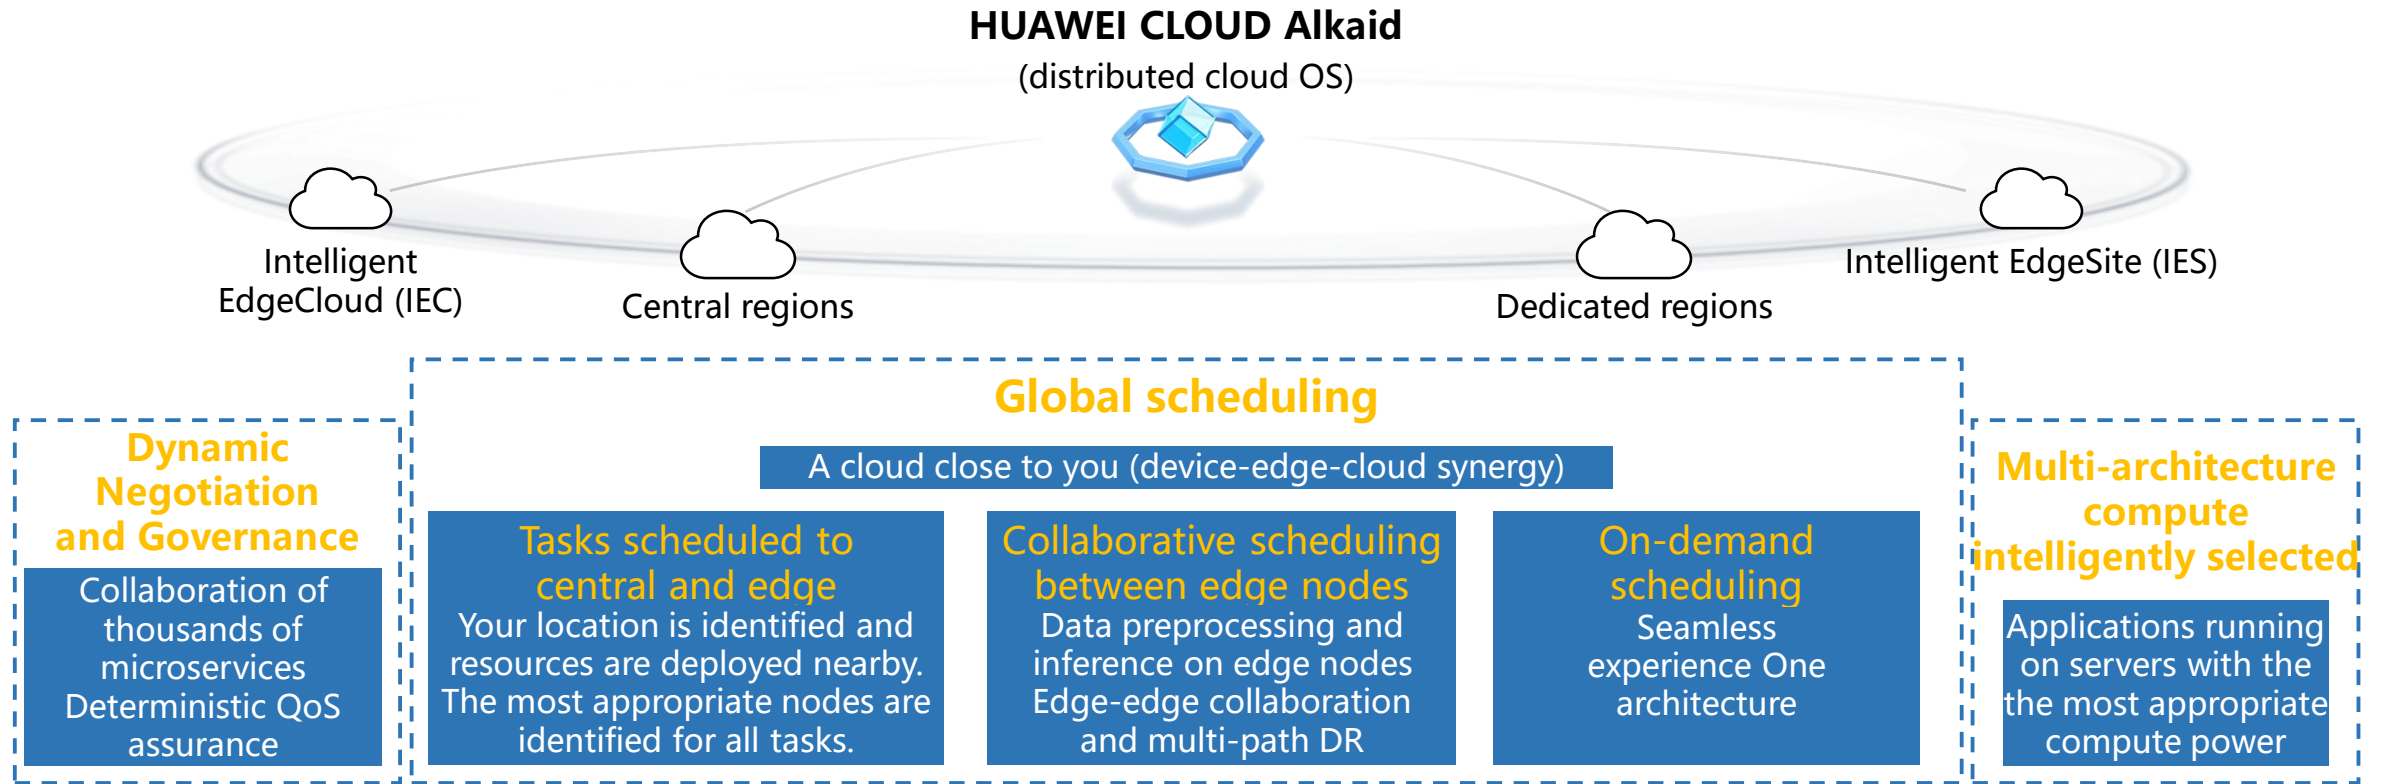 HUAWEI CLOUD Alkaid
(distributed cloud OS)
Intelligent
EdgeCloud (IEC)
Central regions
Dedicated regions
Intelligent EdgeSite (IES)
Dynamic
Negotiation
and Governance
Collaboration of
thousands of
microservices
Deterministic QoS
assurance
Global scheduling
A cloud close to you (device-edge-cloud synergy)
Tasks scheduled to
central and edge
Your location is identified and
resources are deployed nearby.
The most appropriate nodes are
identified for all tasks.
Collaborative scheduling
between edge nodes
Data preprocessing and
inference on edge nodes
Edge-edge collaboration
and multi-path DR
On-demand
scheduling
Seamless
experience One
architecture
Multi-architecture
compute
intelligently selected
Applications running
on servers with the
the most appropriate
compute power